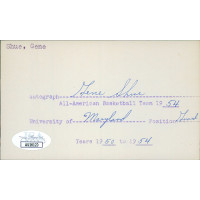 Shue, Gene
Autograph Gene Shue
All-American Basketball Team 19 54
University of Maryland Position Guard
Years 19 50 to 19 54